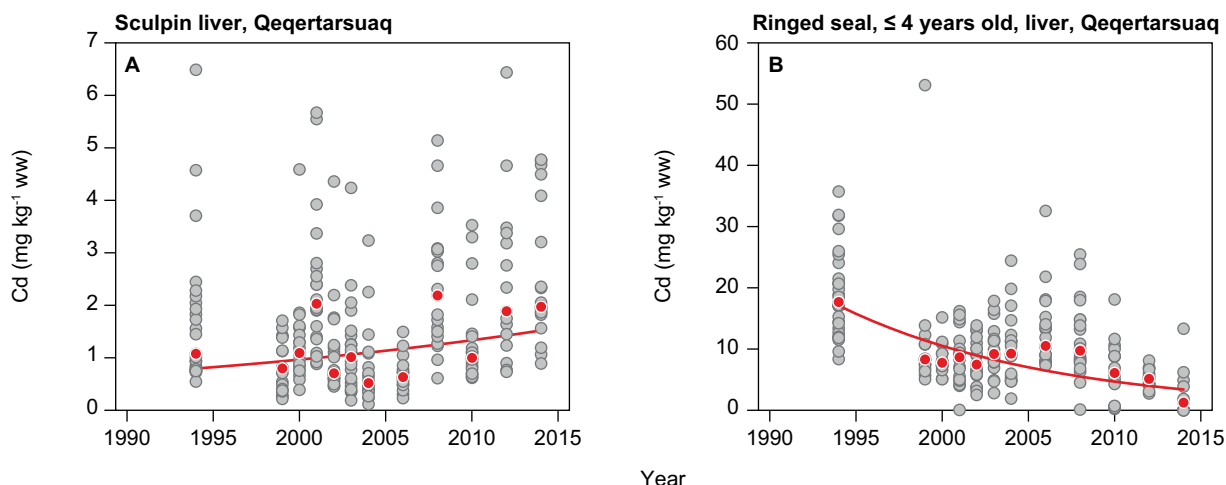 Sculpin liver, Qeqertarsuaq
A
Cd (mg kg⁻¹ ww)
7
6
5
4
3
2
1
0
1990 1995 2000 2005 2010 2015
Ringed seal, ≤ 4 years old, liver, Qeqertarsuaq
B
Cd (mg kg⁻¹ ww)
60
50
40
30
20
10
0
1990 1995 2000 2005 2010 2015
Year